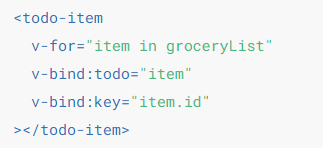 <todo-item
v-for="item in groceryList"
v-bind:todo="item"
v-bind:key="item.id"
></todo-item>